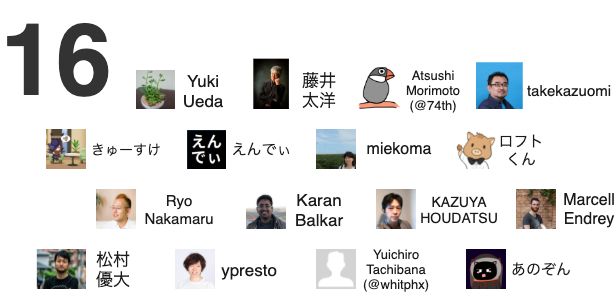 16
Yuki
Ueda
藤井
太洋
Atsushi
Morimoto
(@74th)
takekazuomi
きゅーすけ
えん
でぃ
えんでぃ
miekoma
ロフト
くん
Ryo
Nakamaru
Karan
Balkar
KAZUYA
HOUDATSU
Marcell
Endrey
松村
優大
ypresto
Yuichiro
Tachibana
(@whitphx)
あのぞん